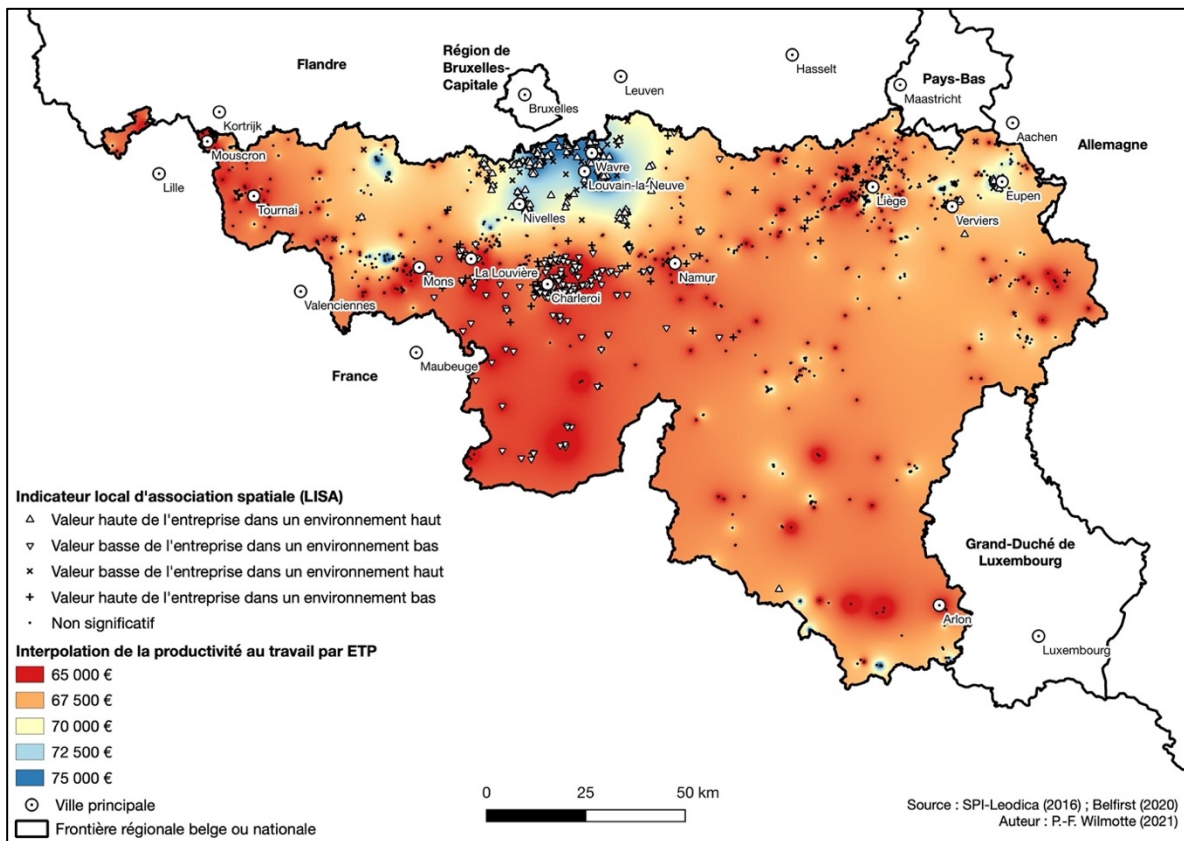 Flandre
Région de
Bruxelles-
Capitale
Bruxelles
Leuven
Hasselt
Pays-Bas
Maastricht
Aachen
Allemagne
Kortrijk
Mouscron
Lille
Tournai
Wavre
Louvain-la-Neuve
Nivelles
Liège
Verviers
Eupen
Mons
La Louvière
Charleroi
Namur
Valenciennes
Maubeuge
France
Grand-Duché de
Luxembourg
Arlon
Luxembourg
Indicateur local d'association spatiale (LISA)
Valeur haute de l'entreprise dans un environnement haut
Valeur basse de l'entreprise dans un environnement bas
Valeur basse de l'entreprise dans un environnement haut
Valeur haute de l'entreprise dans un environnement bas
Non significatif
Interpolation de la productivité au travail par ETP
65 000 €
67 500 €
70 000 €
72 500 €
75 000 €
Ville principale
Frontière régionale belge ou nationale
0 25 50 km
Source : SPI-Leodica (2016) ; Belfirst (2020)
Auteur : P.-F. Wilmotte (2021)